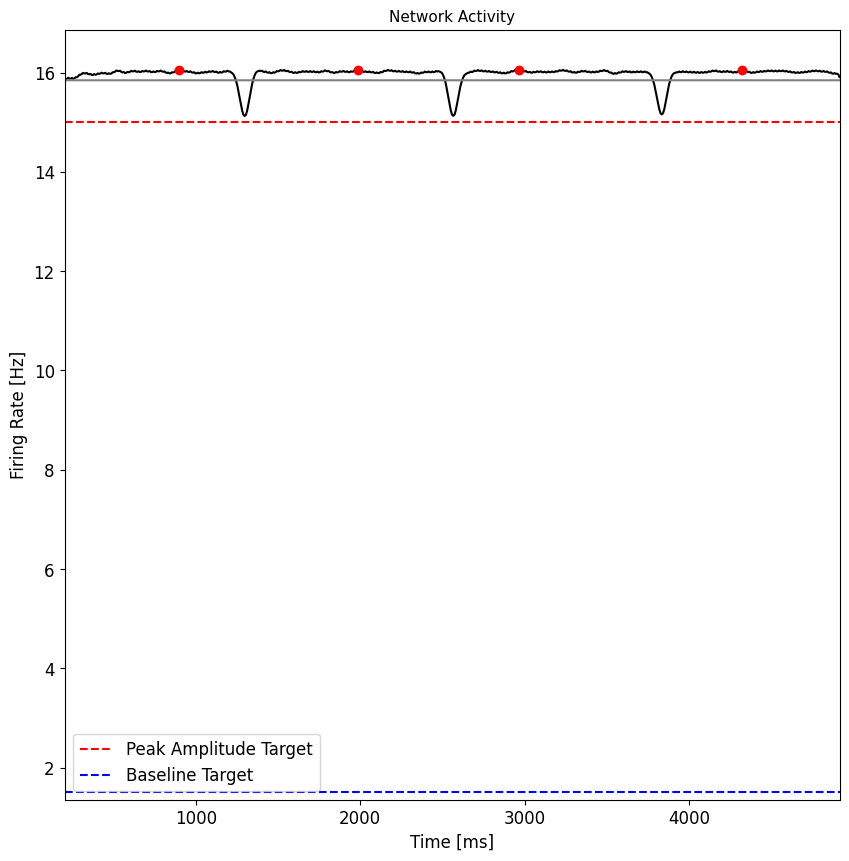 Network Activity
Firing Rate [Hz]
16
14
12
10
8
6
4
2
Peak Amplitude Target
Baseline Target
1000
2000
3000
4000
Time [ms]